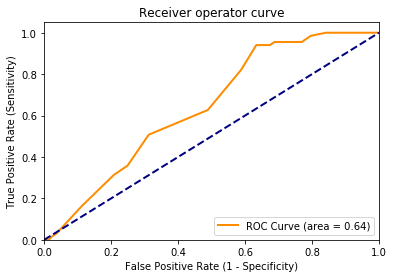 Receiver operator curve
True Positive Rate (Sensitivity)
1.0
0.8
0.6
0.4
0.2
0.0
0.0 0.2 0.4 0.6 0.8 1.0
ROC Curve (area = 0.64)
False Positive Rate (1 - Specificity)